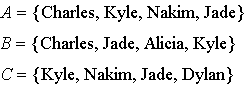 A = {Charles, Kyle, Nakim, Jade}
B = {Charles, Jade, Alicia, Kyle}
C = {Kyle, Nakim, Jade, Dylan}